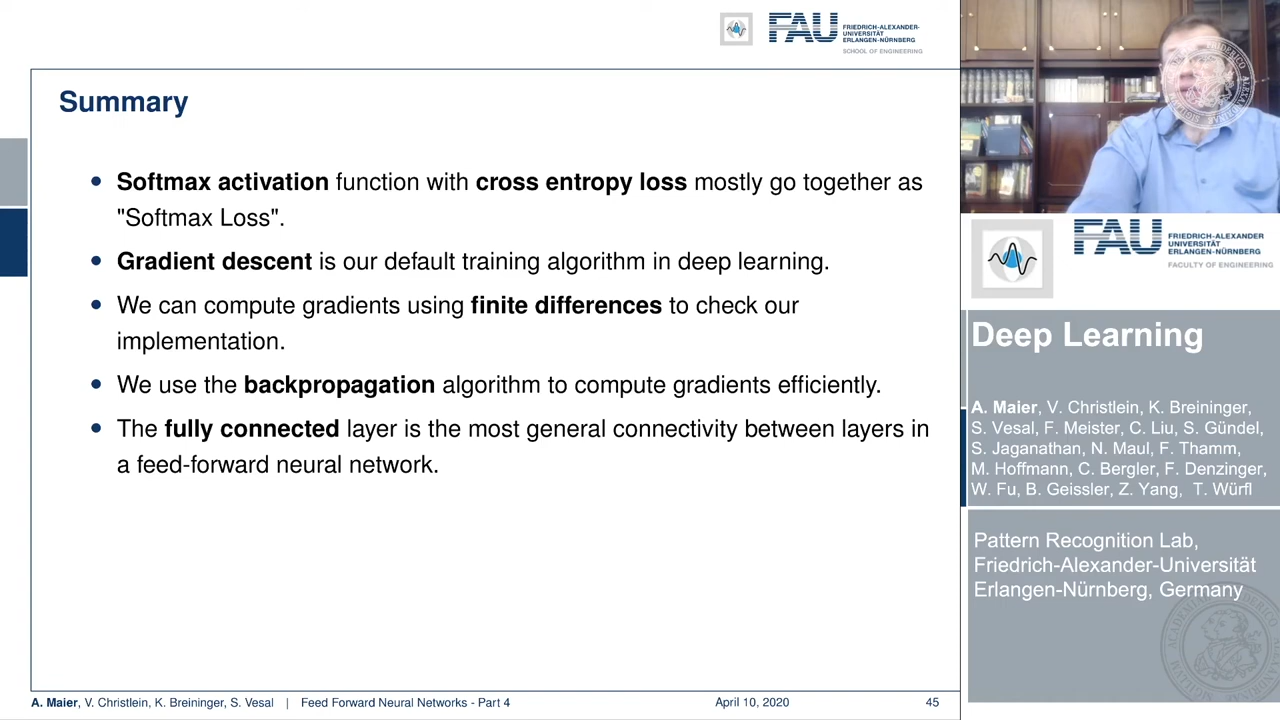 FAU
FRIEDRICH-ALEXANDER-
UNIVERSITÄT
ERLANGEN-NÜRNBERG
SCHOOL OF ENGINEERING
Summary
• Softmax activation function with cross entropy loss mostly go together as
"Softmax Loss".
• Gradient descent is our default training algorithm in deep learning.
• We can compute gradients using finite differences to check our
implementation.
• We use the backpropagation algorithm to compute gradients efficiently.
• The fully connected layer is the most general connectivity between layers in
a feed-forward neural network.
A. Maier, V. Christlein, K. Breininger, S. Vesal | Feed Forward Neural Networks - Part 4 April 10, 2020 45
FAU
FRIEDRICH-ALEXANDER
UNIVERSITÄT
ERLANGEN-NÜRNBERG
FACULTY OF ENGINEERING
Deep Learning
A. Maier, V. Christlein, K. Breininger,
S. Vesal, F. Meister, C. Liu, S. Gündel,
S. Jaganathan, N. Maul, F. Thamm,
M. Hoffmann, C. Bergler, F. Denzinger,
W. Fu, B. Geissler, Z. Yang, T. Würfl
Pattern Recognition Lab,
Friedrich-Alexander-Universität
Erlangen-Nürnberg, Germany